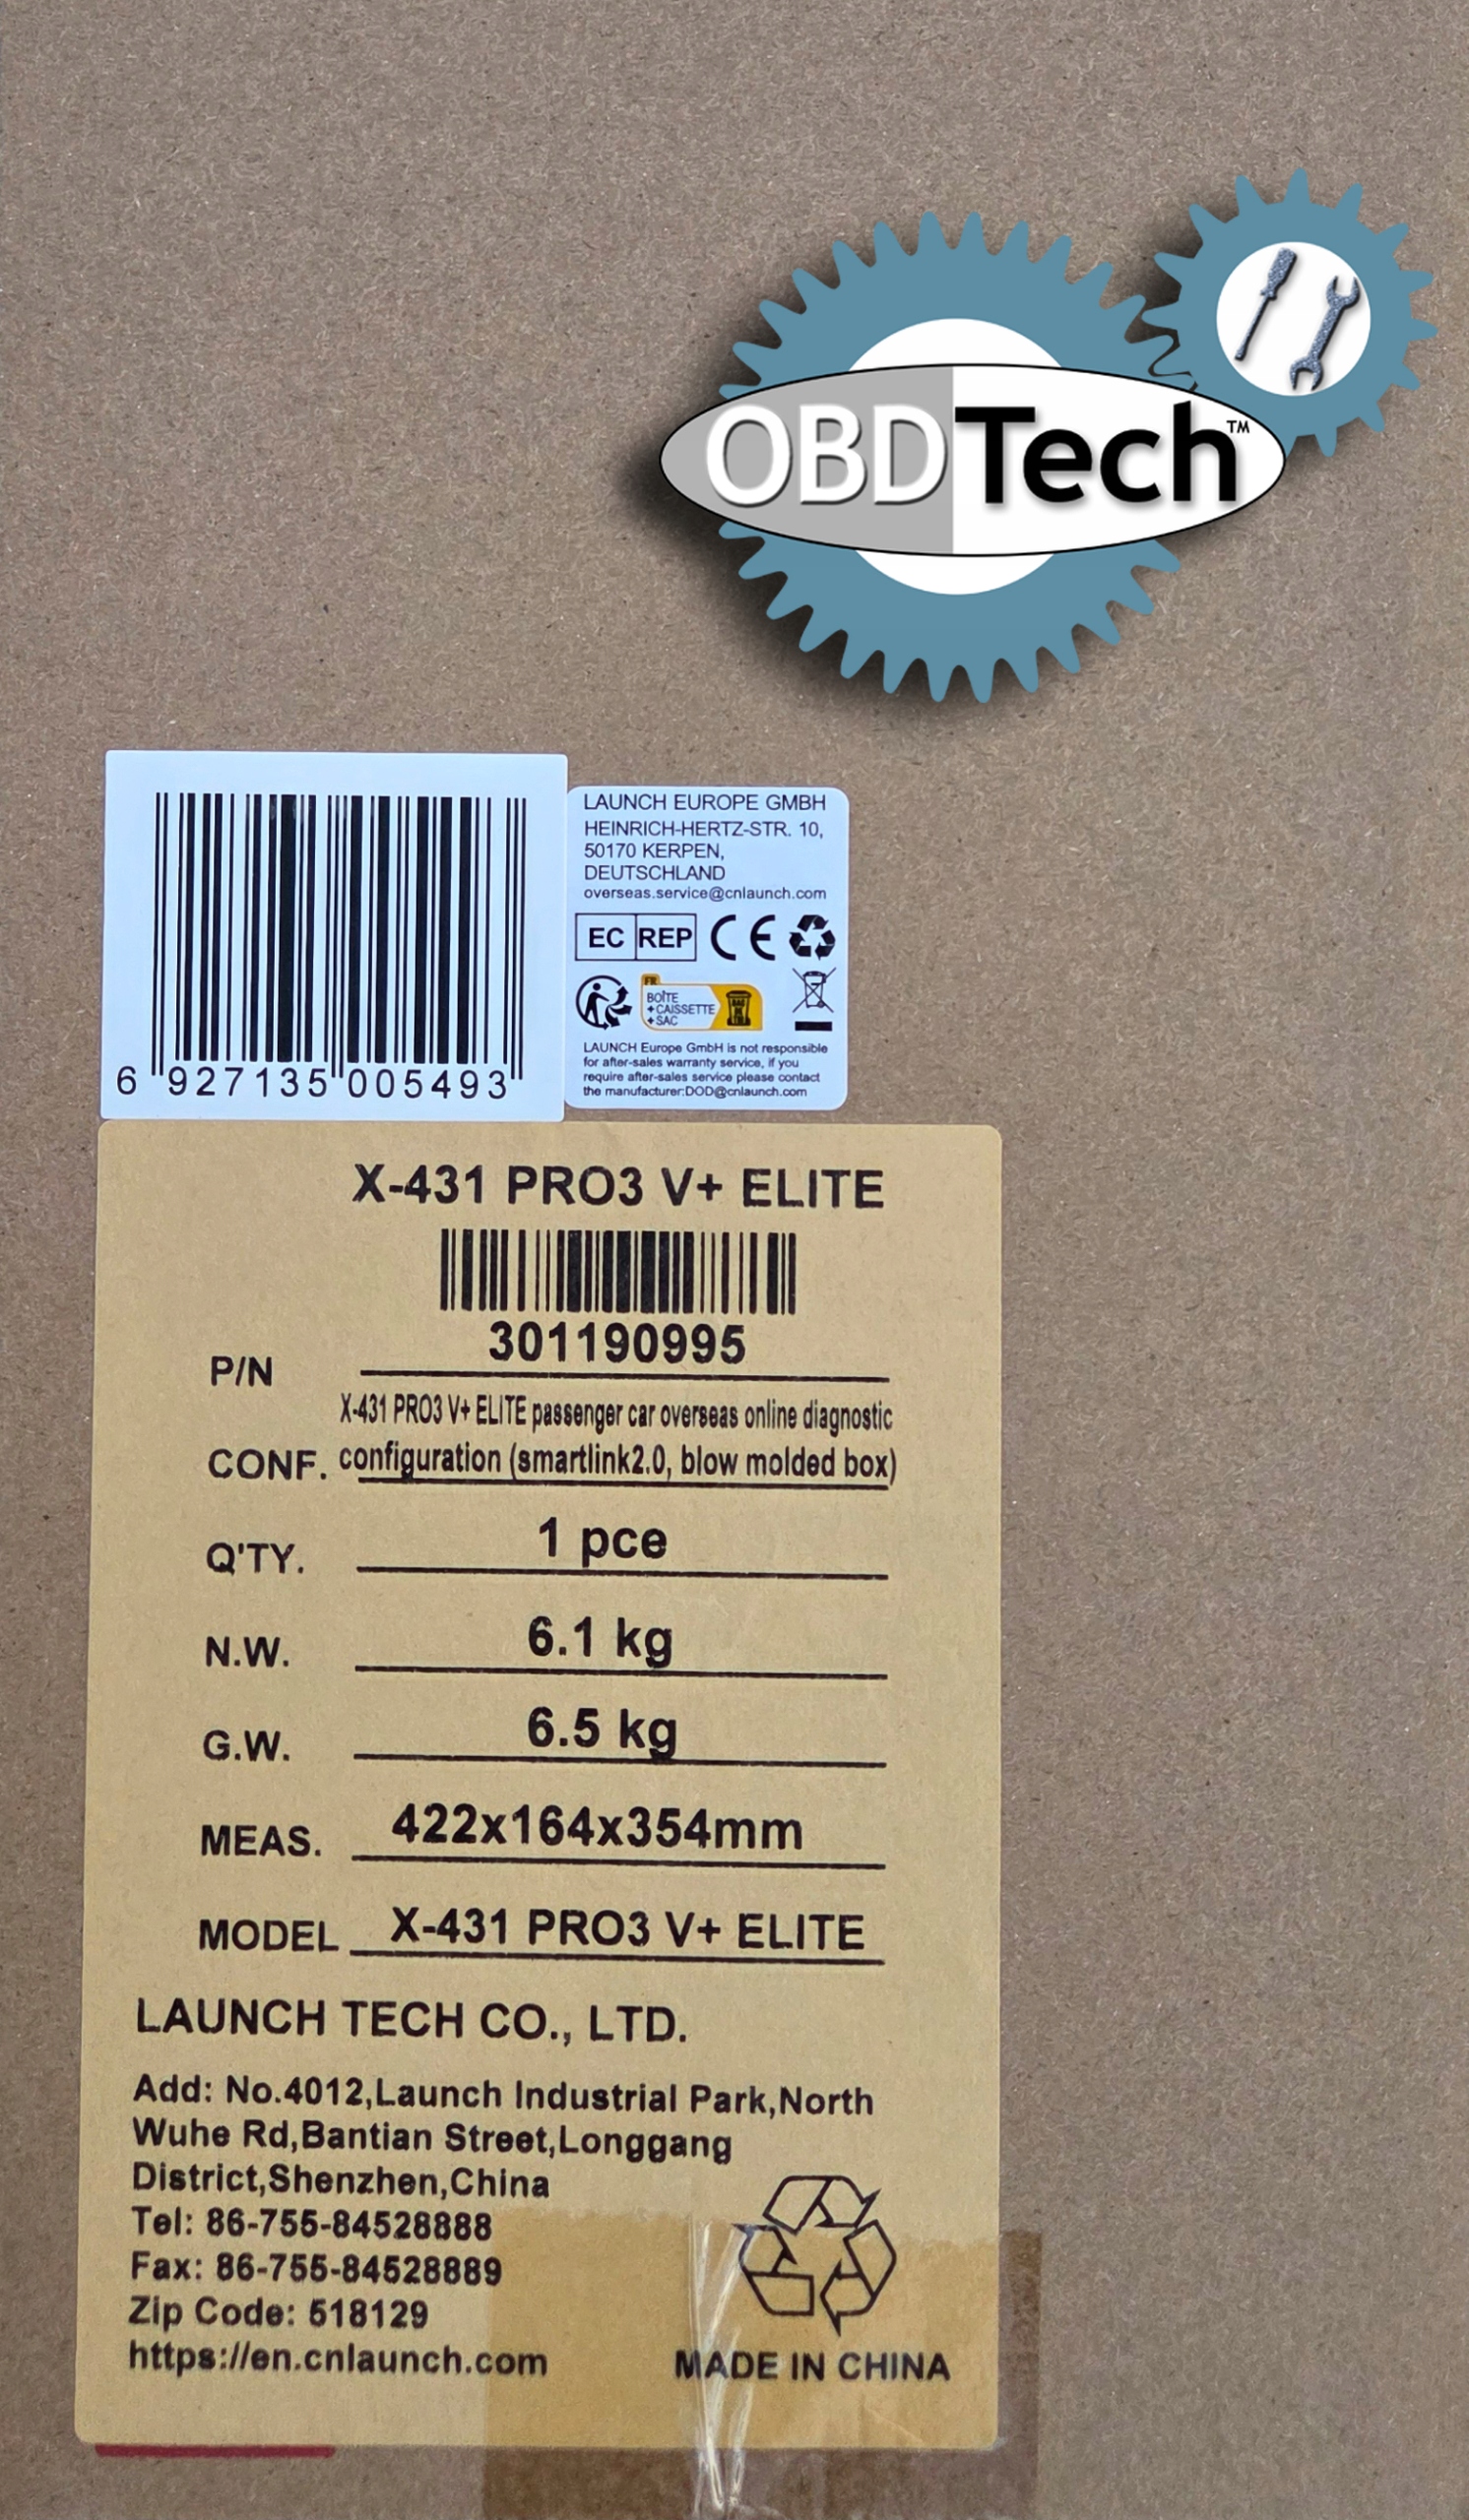 OBDTech™
6 927135 005493
LAUNCH EUROPE GMBH
HEINRICH-HERTZ-STR. 10,
50170 KERPEN,
DEUTSCHLAND
overseas.service@cnlaunch.com
EC REP CE
FR
BOÎTE
+CAISSETTE
+SAC
BAC
DE
TRI
LAUNCH Europe GmbH is not responsible
for after-sales warranty service, if you
require after-sales service please contact
the manufacturer:DOD@cnlaunch.com
X-431 PRO3 V+ ELITE
301190995
P/N
X-431 PRO3 V+ ELITE passenger car overseas online diagnostic
CONF. configuration (smartlink2.0, blow molded box)
Q'TY. 1 pce
N.W. 6.1 kg
G.W. 6.5 kg
MEAS. 422x164x354mm
MODEL X-431 PRO3 V+ ELITE
LAUNCH TECH CO., LTD.
Add: No.4012,Launch Industrial Park,North
Wuhe Rd,Bantian Street,Longgang
District,Shenzhen,China
Tel: 86-755-84528888
Fax: 86-755-84528889
Zip Code: 518129
https://en.cnlaunch.com
MADE IN CHINA